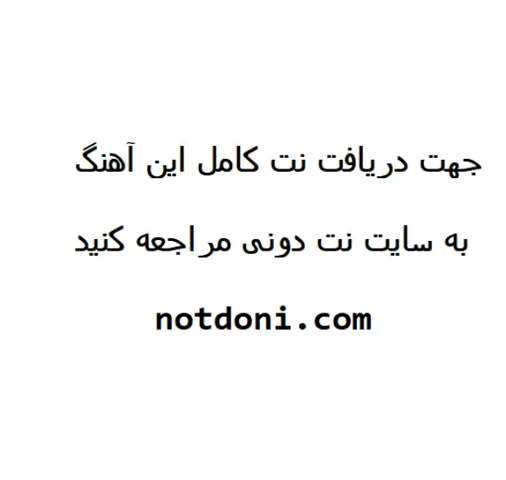 جهت دریافت نت کامل این آهنگ
به سایت نت دونی مراجعه کنید
notdoni.com